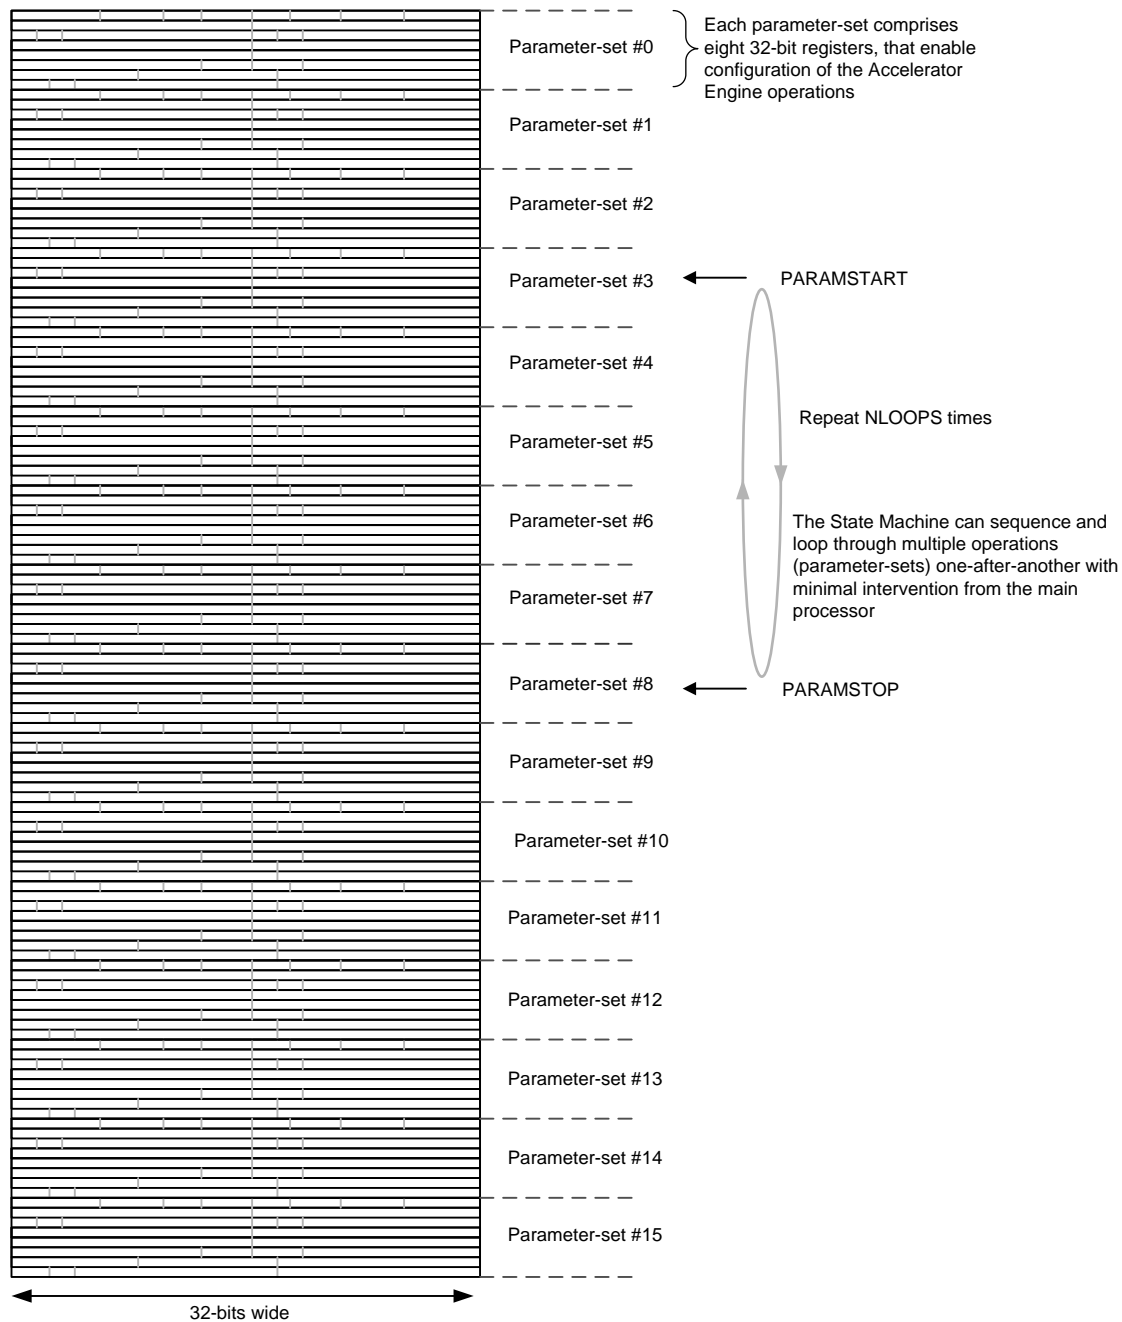 Parameter-set #0
Each parameter-set comprises
eight 32-bit registers, that enable
configuration of the Accelerator
Engine operations
Parameter-set #1
Parameter-set #2
Parameter-set #3
PARAMSTART
Parameter-set #4
Repeat NLOOPS times
Parameter-set #5
Parameter-set #6
The State Machine can sequence and
loop through multiple operations
(parameter-sets) one-after-another with
minimal intervention from the main
processor
Parameter-set #7
Parameter-set #8
PARAMSTOP
Parameter-set #9
Parameter-set #10
Parameter-set #11
Parameter-set #12
Parameter-set #13
Parameter-set #14
Parameter-set #15
32-bits wide